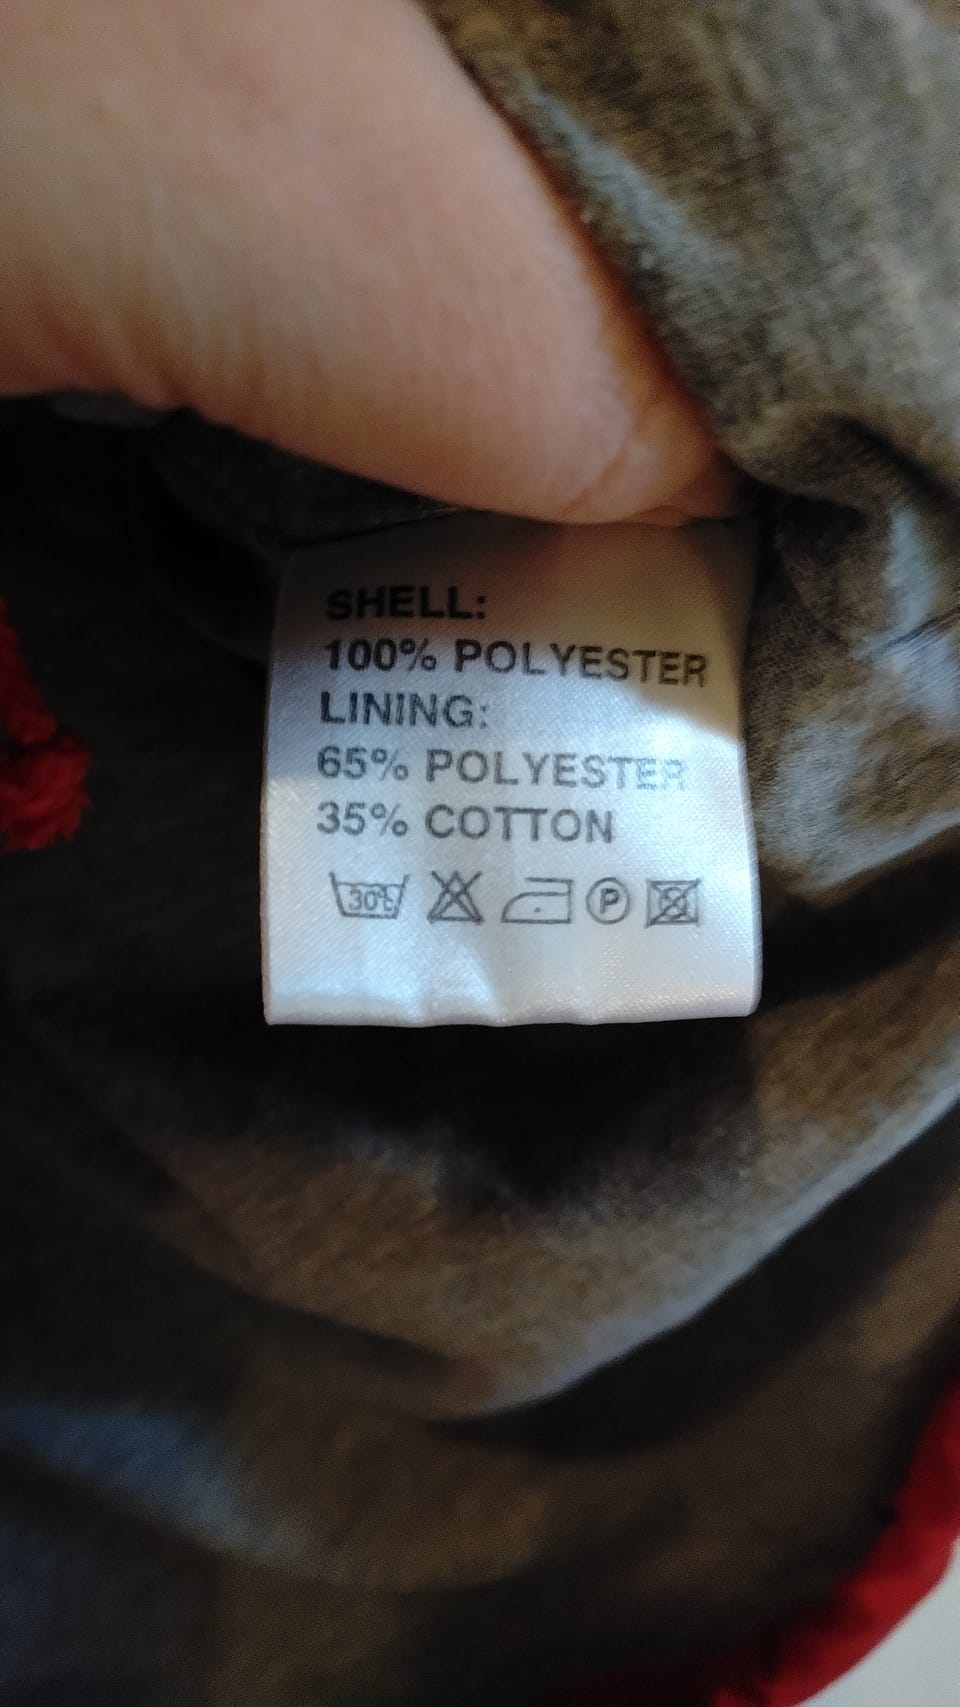 SHELL:
100% POLYESTER
LINING:
65% POLYESTER
35% COTTON
30°C P